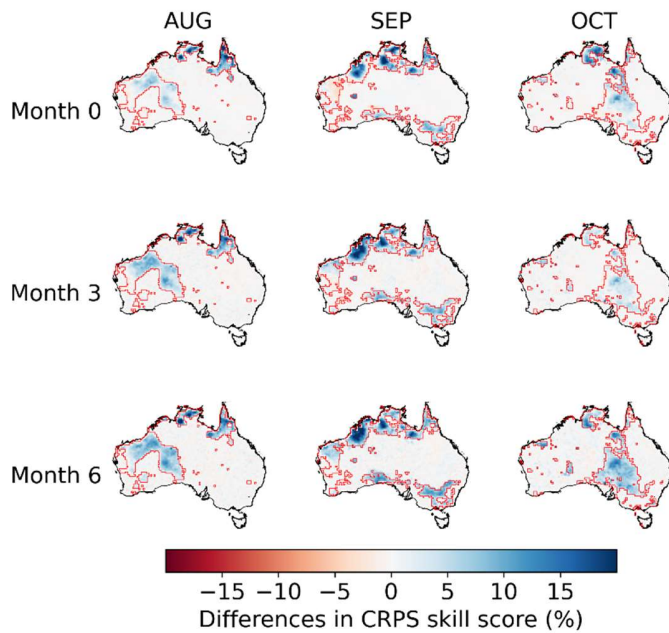 AUG SEP OCT
Month 0
Month 3
Month 6
−15 −10 −5 0 5 10 15
Differences in CRPS skill score (%)